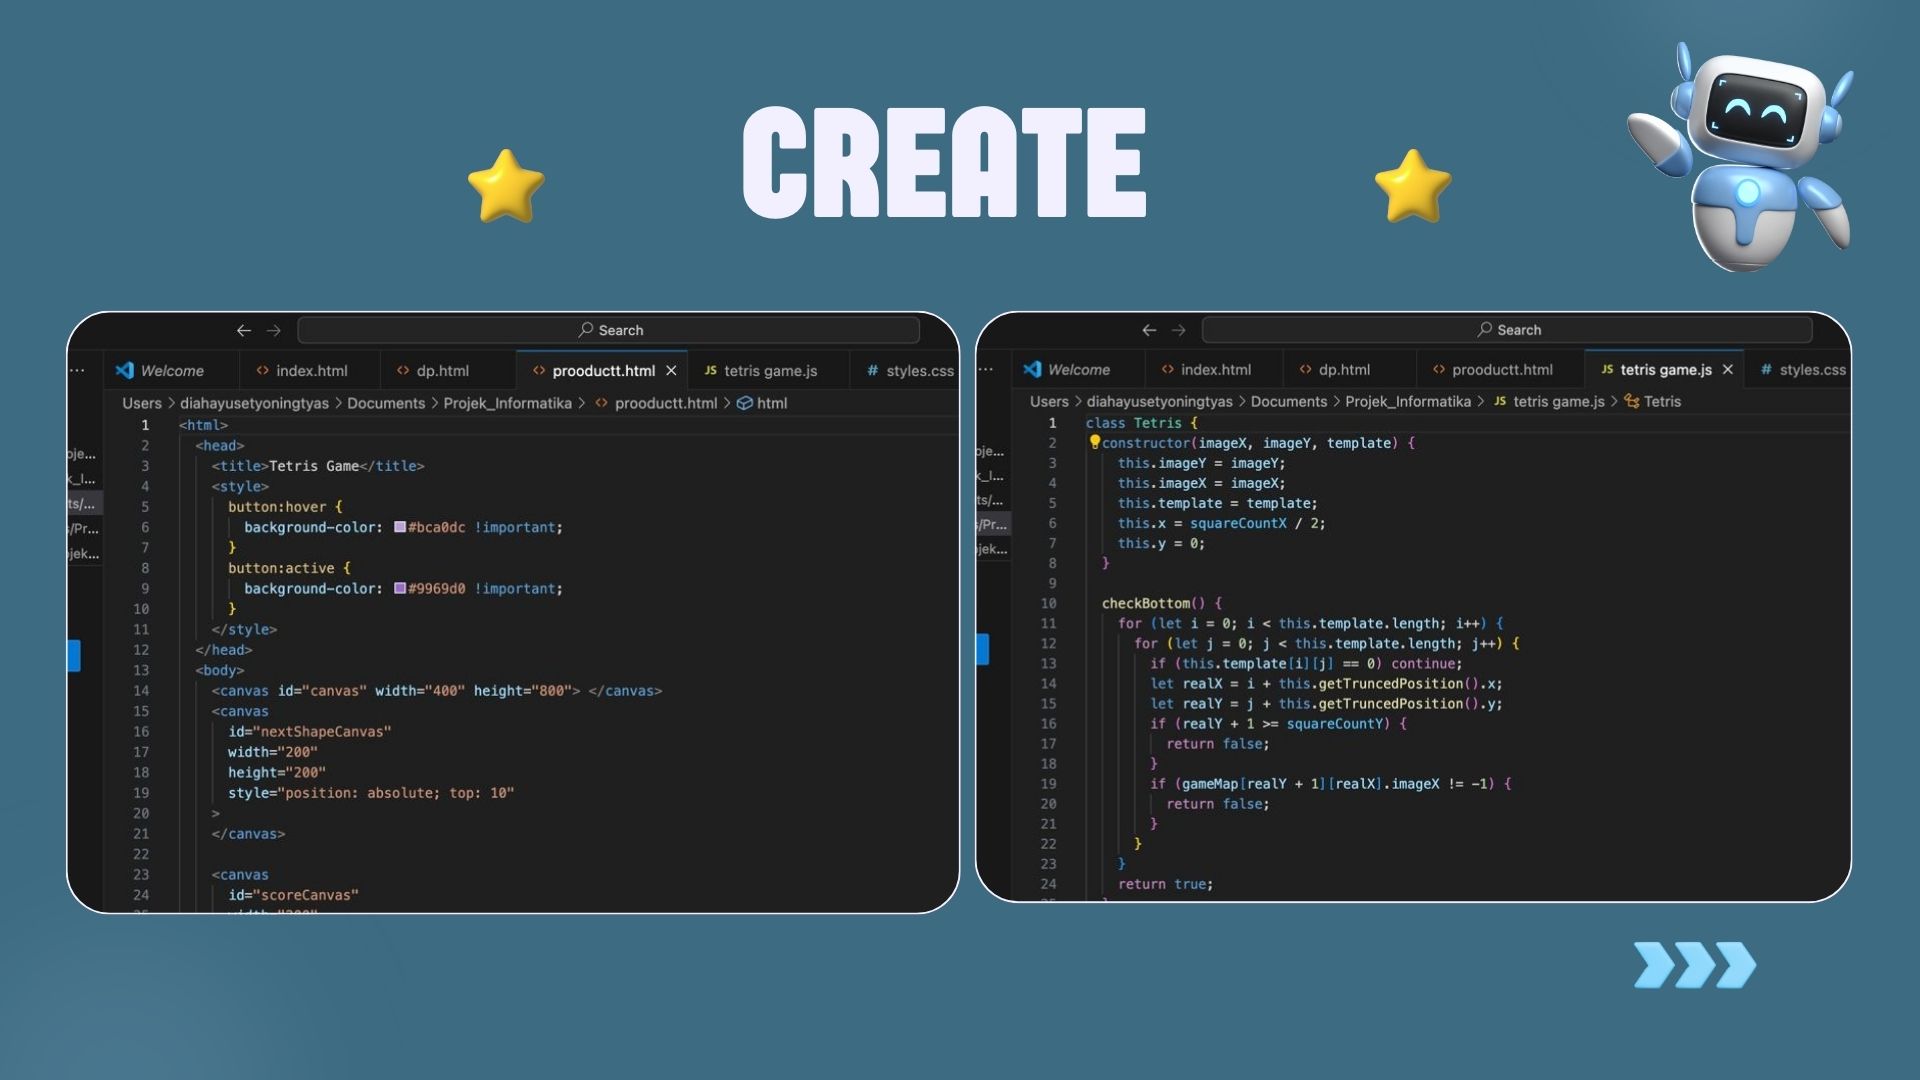 CREATE
Search
Welcome
index.html
dp.html
prooductt.html
JS tetris game.js
# styles.css
Users > diahayusetyoningtyas > Documents > Projek_Informatika > <> prooductt.html > html
oje...
k_I...
ts/...
s/Pr...
ojek...
1 <html>
2 <head>
3 <title>Tetris Game</title>
4 <style>
5 button:hover {
6 background-color: #bca0dc !important;
7 }
8 button:active {
9 background-color: #9969d0 !important;
10 }
11 </style>
12 </head>
13 <body>
14 <canvas id="canvas" width="400" height="800"> </canvas>
15 <canvas
16 id="nextShapeCanvas"
17 width="200"
18 height="200"
19 style="position: absolute; top: 10"
20 >
21 </canvas>
22
23 <canvas
24 id="scoreCanvas"
Search
Welcome
index.html
dp.html
prooductt.html
JS tetris game.js
# styles.css
Users > diahayusetyoningtyas > Documents > Projek_Informatika > JS tetris game.js > Tetris
oje...
k_I...
ts/...
s/Pr...
ojek...
1 class Tetris {
2 constructor(imageX, imageY, template) {
3 this.imageY = imageY;
4 this.imageX = imageX;
5 this.template = template;
6 this.x = squareCountX / 2;
7 this.y = 0;
8 }
9
10 checkBottom() {
11 for (let i = 0; i < this.template.length; i++) {
12 for (let j = 0; j < this.template.length; j++) {
13 if (this.template[i][j] == 0) continue;
14 let realX = i + this.getTruncedPosition().x;
15 let realY = j + this.getTruncedPosition().y;
16 if (realY + 1 >= squareCountY) {
17 return false;
18 }
19 if (gameMap[realY + 1][realX].imageX != -1) {
20 return false;
21 }
22 }
23 }
24 return true;